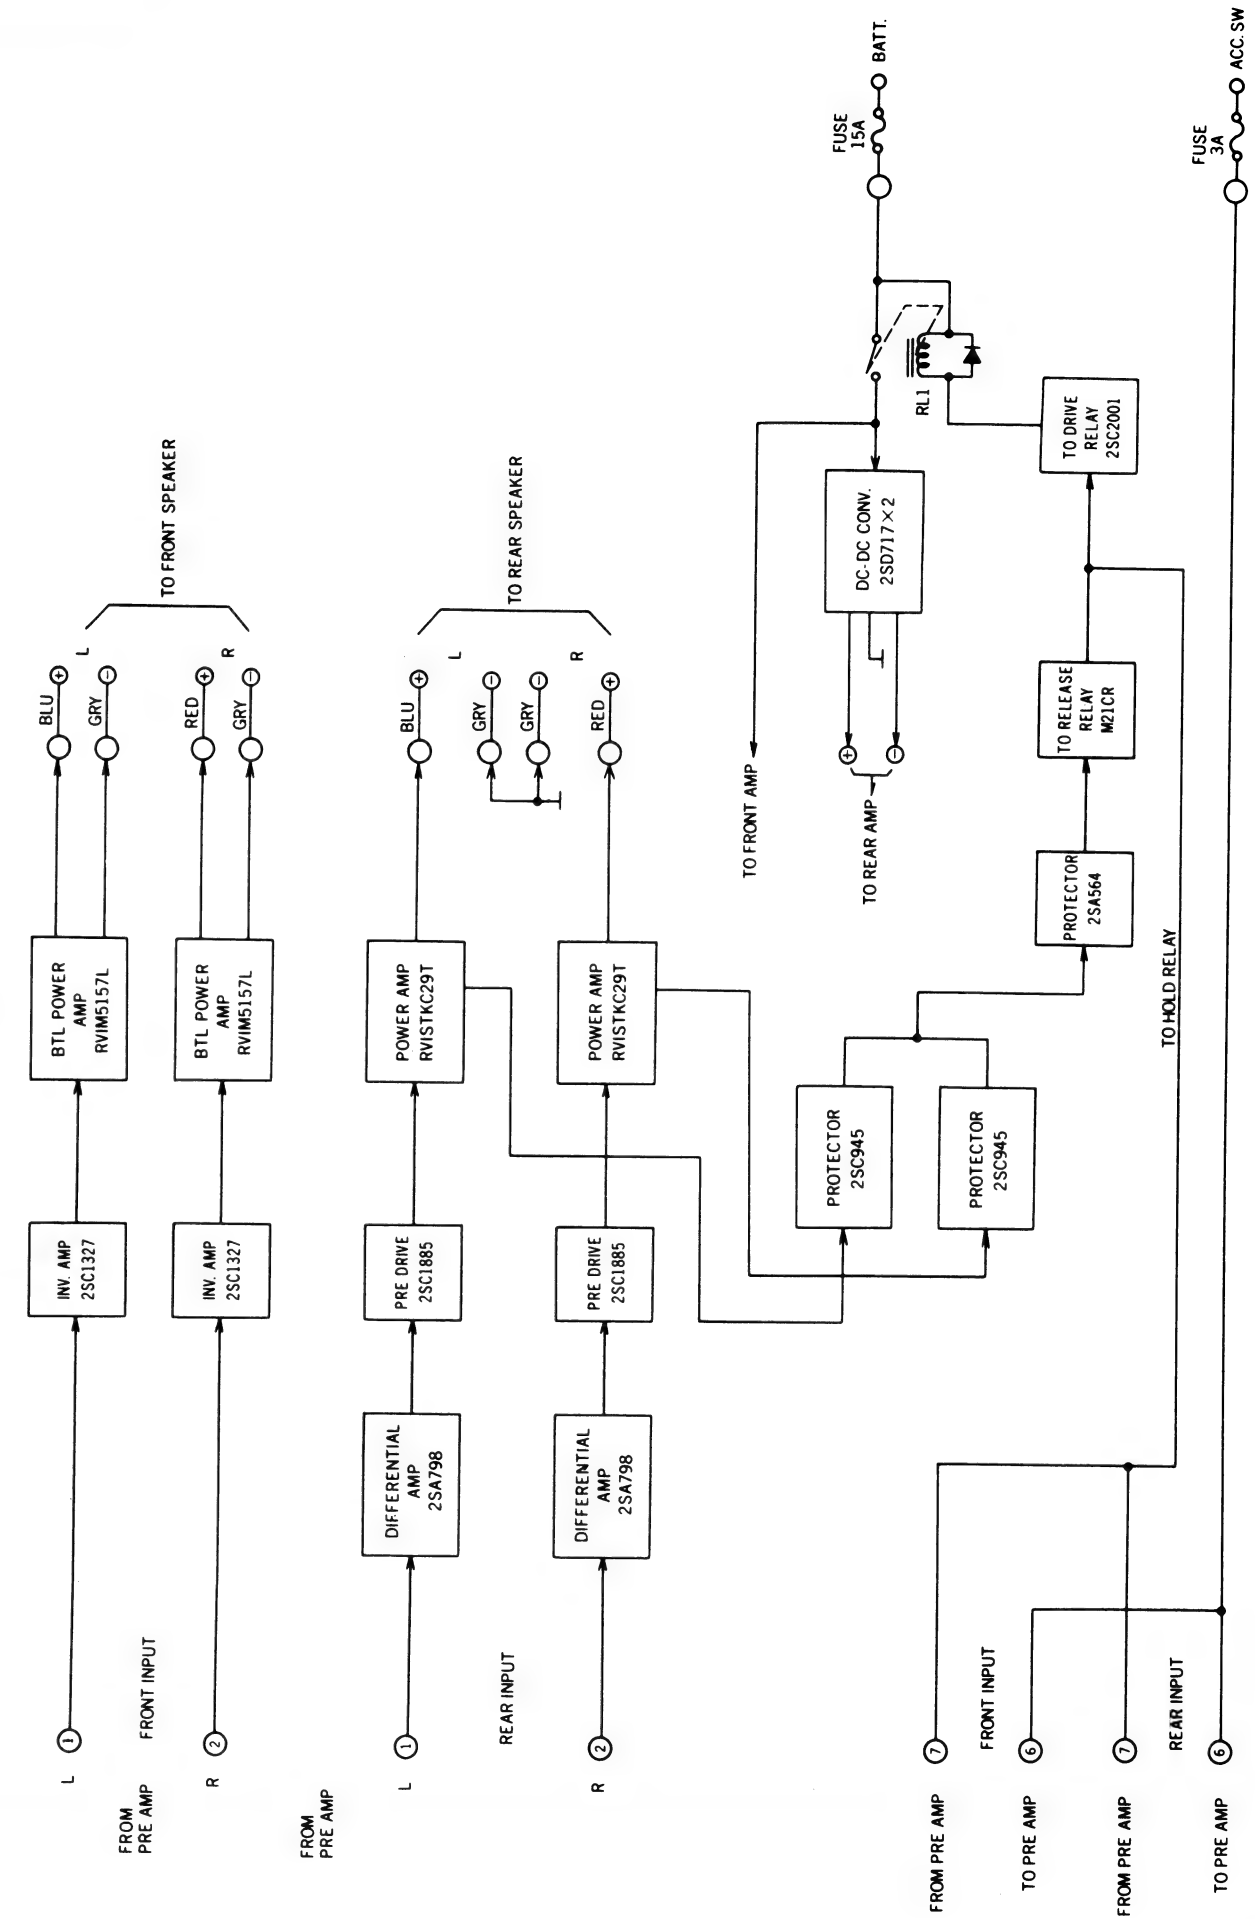 L
1
FRONT INPUT
FROM
PRE AMP
R
2
INV. AMP
2SC1327
INV. AMP
2SC1327
BTL POWER
AMP
RVIM5157L
BTL POWER
AMP
RVIM5157L
BLU
+
L
GRY
−
RED
+
R
GRY
−
TO FRONT SPEAKER
FROM
PRE AMP
L
1
REAR INPUT
R
2
DIFFERENTIAL
AMP
2SA798
DIFFERENTIAL
AMP
2SA798
PRE DRIVE
2SC1885
PRE DRIVE
2SC1885
POWER AMP
RVISTKC29T
POWER AMP
RVISTKC29T
BLU
+
L
GRY
−
GRY
−
R
RED
+
TO REAR SPEAKER
TO FRONT AMP
+
−
TO REAR AMP
DC-DC CONV.
2SD717×2
RL1
FUSE
15A
BATT.
PROTECTOR
2SC945
PROTECTOR
2SC945
PROTECTOR
2SA564
TO RELEASE
RELAY
M21CR
TO DRIVE
RELAY
2SC2001
TO HOLD RELAY
FUSE
3A
ACC. SW
FROM PRE AMP
7
FRONT INPUT
TO PRE AMP
6
FROM PRE AMP
7
REAR INPUT
TO PRE AMP
6